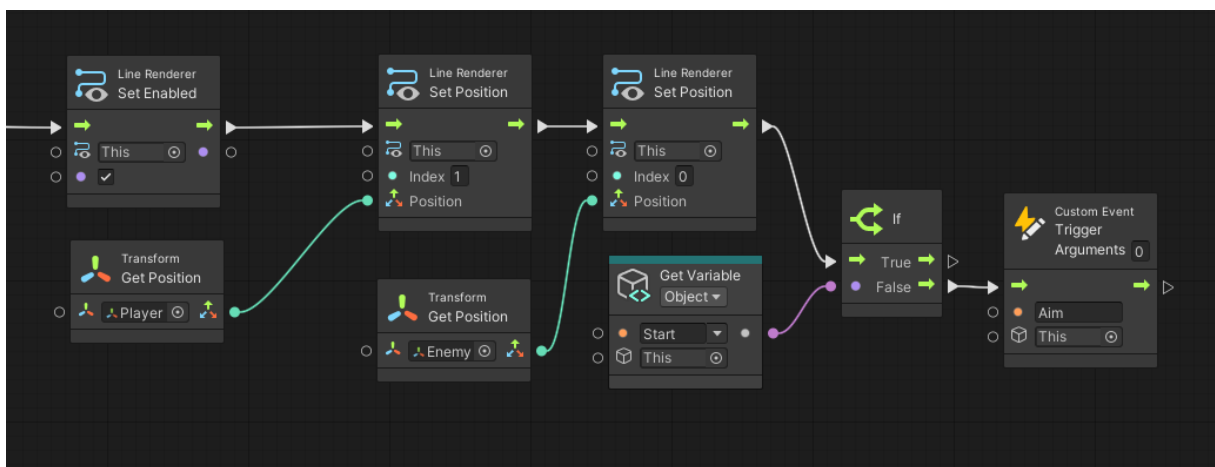 Line Renderer
Set Enabled
This
Line Renderer
Set Position
This
Index 1
Position
Line Renderer
Set Position
This
Index 0
Position
Transform
Get Position
Player
Transform
Get Position
Enemy
Get Variable
Object
Start
This
If
True
False
Custom Event
Trigger
Arguments 0
Aim
This